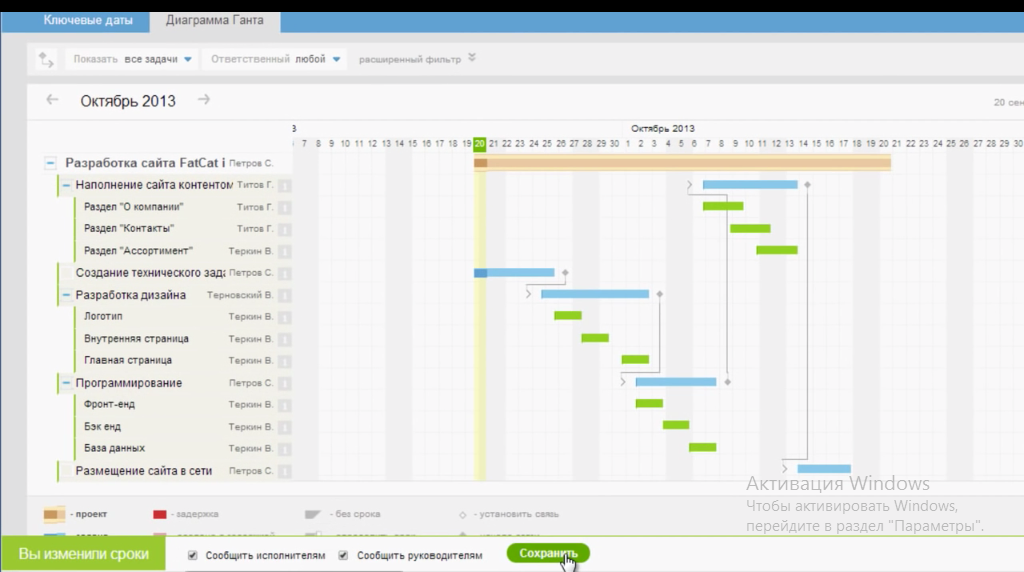 Ключевые даты Диаграмма Ганта
Показать все задачи Ответственный любой расширенный фильтр
Октябрь 2013 20 сен
3 Октябрь 2013
7 8 9 10 11 12 13 14 15 16 17 18 19 20 21 22 23 24 25 26 27 28 29 30 1 2 3 4 5 6 7 8 9 10 11 12 13 14 15 16 17 18 19 20 21 22 23 24 25 26 27 28 29 30
Разработка сайта FatCat i Петров С.
Наполнение сайта контентом Титов Г.
Раздел "О компании" Титов Г.
Раздел "Контакты" Титов Г.
Раздел "Ассортимент" Теркин В.
Создание технического зада Петров С.
Разработка дизайна Терновский В.
Логотип Теркин В.
Внутренняя страница Теркин В.
Главная страница Теркин В.
Программирование Петров С.
Фронт-енд Теркин В.
Бэк енд Теркин В.
База данных Теркин В.
Размещение сайта в сети Петров С.
Активация Windows
Чтобы активировать Windows,
перейдите в раздел "Параметры".
- проект - задержка - без срока - установить связь
Вы изменили сроки Сообщить исполнителям Сообщить руководителям Сохранить